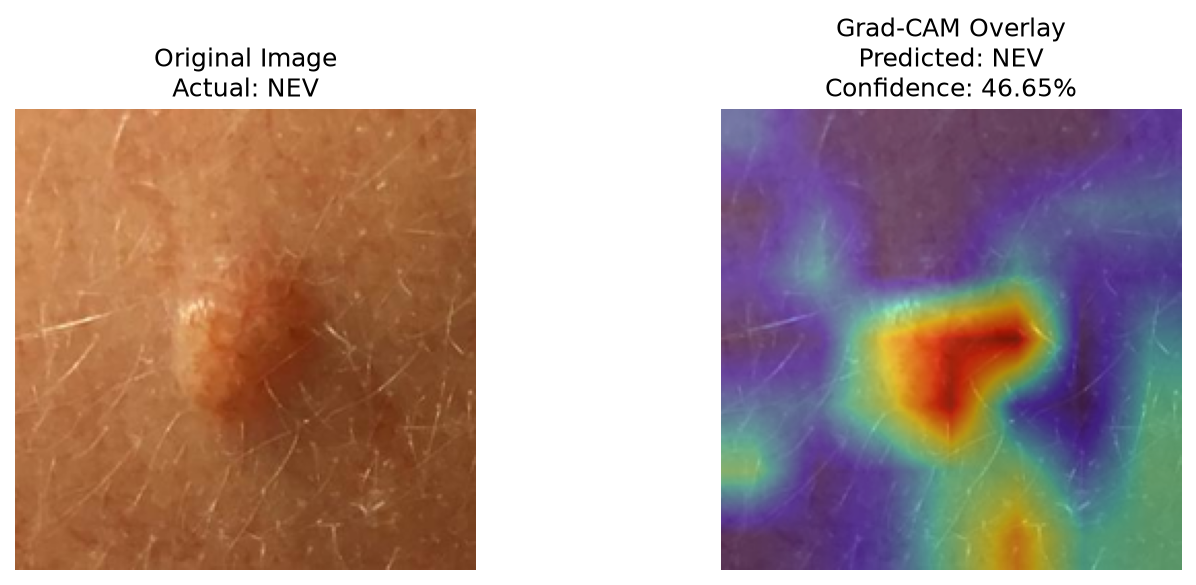 Original Image
Actual: NEV
Grad-CAM Overlay
Predicted: NEV
Confidence: 46.65%